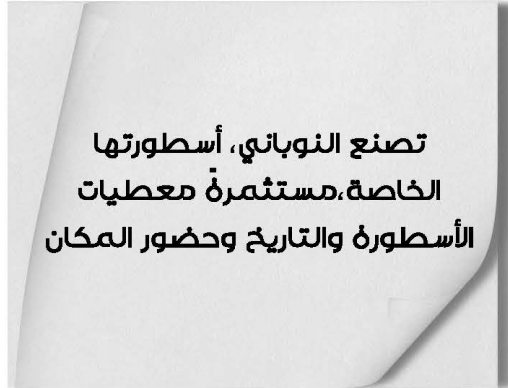 تصنع النوباني، أسطورتها
الخاصة،مستثمرةً معطيات
الأسطورة والتاريخ وحضور المكان